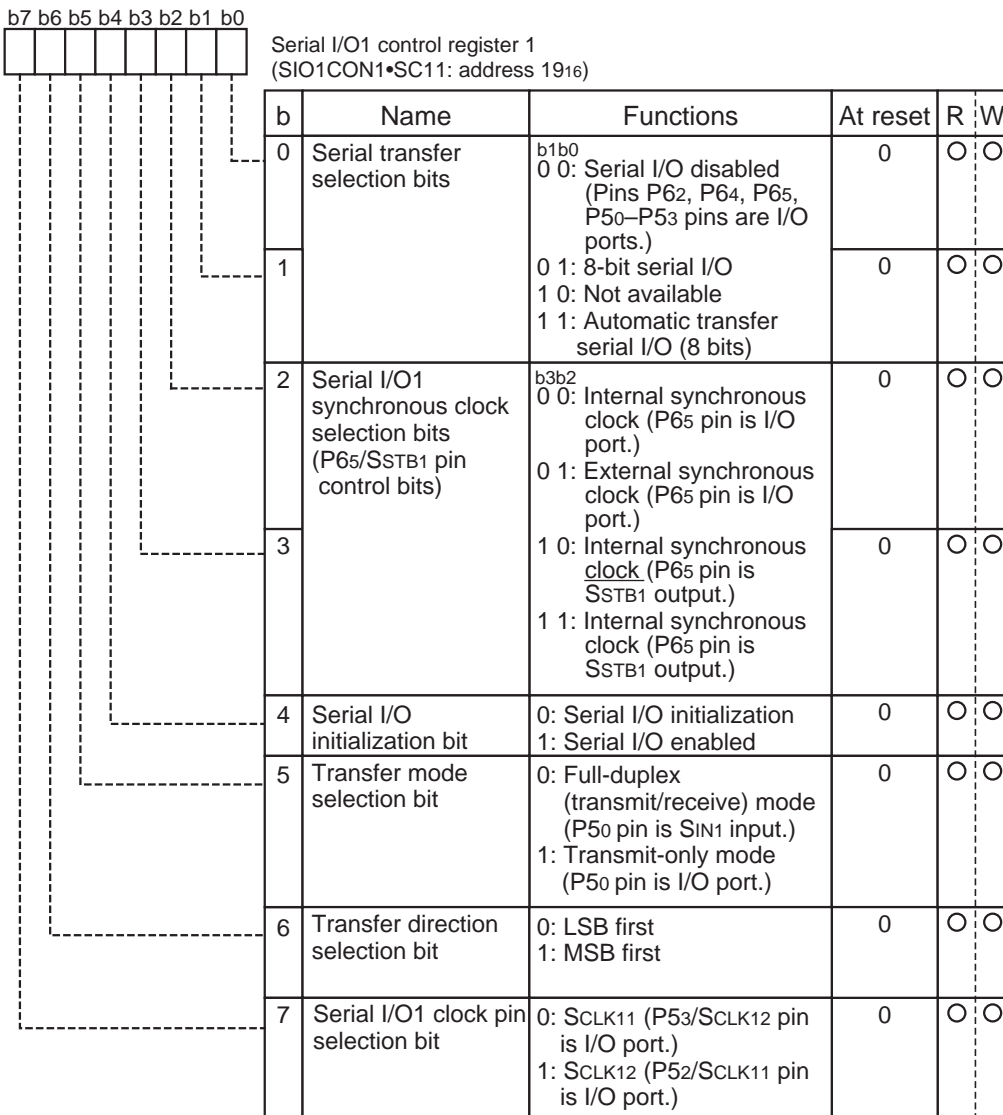 b7 b6 b5 b4 b3 b2 b1 b0
Serial I/O1 control register 1
(SIO1CON1•SC11: address 1916)
b Name Functions At reset R W
0 Serial transfer selection bits
b1b0
0 0: Serial I/O disabled
(Pins P62, P64, P65,
P50–P53 pins are I/O
ports.)
0 O O
1
0 1: 8-bit serial I/O
1 0: Not available
1 1: Automatic transfer
serial I/O (8 bits)
0 O O
2 Serial I/O1
synchronous clock
selection bits
(P65/SSTB1 pin
control bits)
b3b2
0 0: Internal synchronous
clock (P65 pin is I/O
port.)
0 1: External synchronous
clock (P65 pin is I/O
port.)
0 O O
3
1 0: Internal synchronous
clock (P65 pin is
SSTB1 output.)
1 1: Internal synchronous
clock (P65 pin is
SSTB1 output.)
0 O O
4 Serial I/O
initialization bit
0: Serial I/O initialization
1: Serial I/O enabled
0 O O
5 Transfer mode
selection bit
0: Full-duplex
(transmit/receive) mode
(P50 pin is SIN1 input.)
1: Transmit-only mode
(P50 pin is I/O port.)
0 O O
6 Transfer direction
selection bit
0: LSB first
1: MSB first
0 O O
7 Serial I/O1 clock pin
selection bit
0: SCLK11 (P53/SCLK12 pin
is I/O port.)
1: SCLK12 (P52/SCLK11 pin
is I/O port.)
0 O O